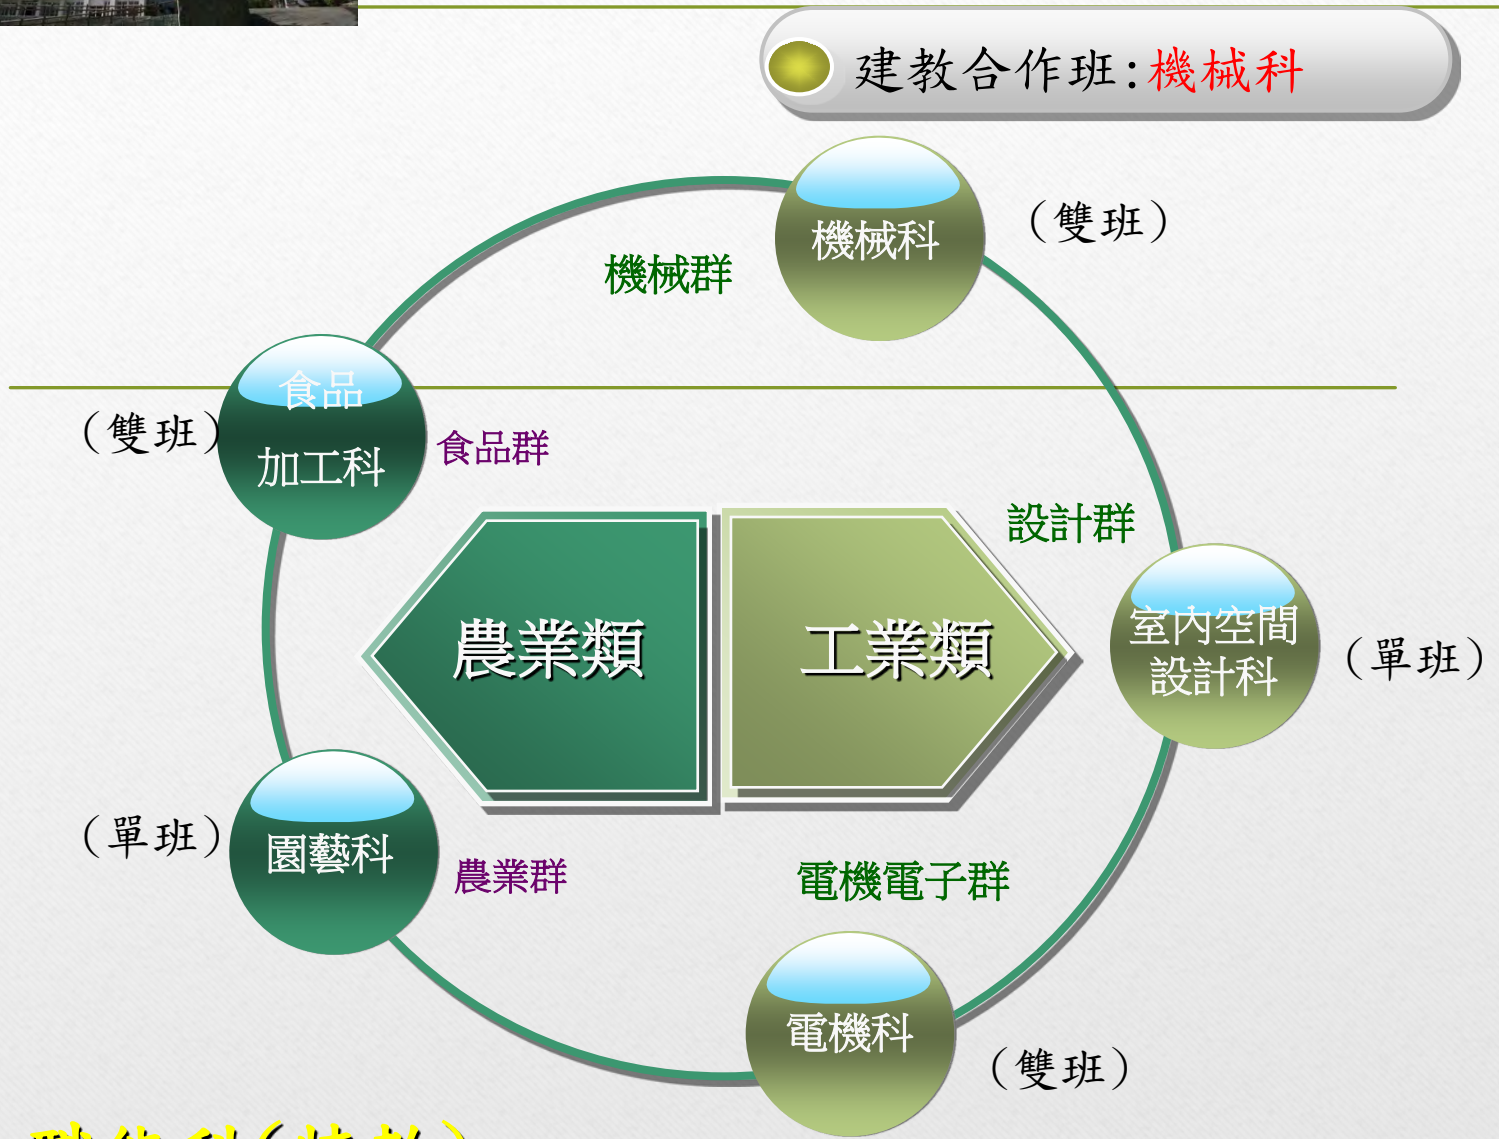 建教合作班:機械科
機械科
(雙班)
機械群
食品
加工科
(雙班)
食品群
設計群
農業類
工業類
室內空間
設計科
(單班)
園藝科
(單班)
農業群
電機電子群
電機科
(雙班)